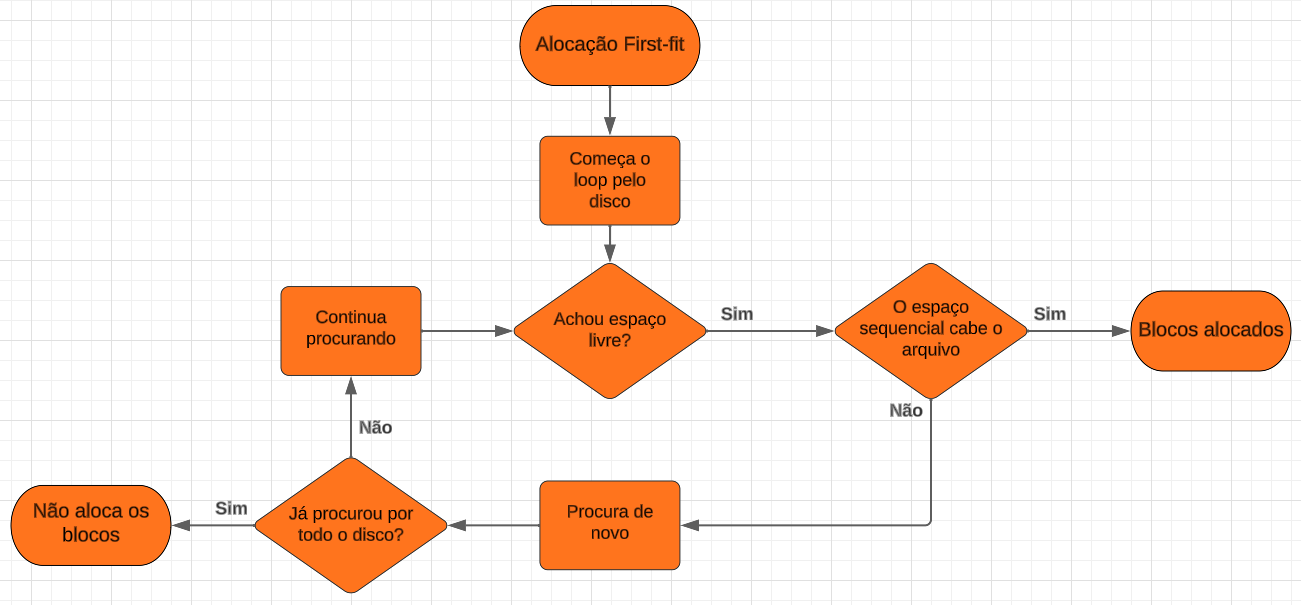 Alocação First-fit
Começa o
loop pelo
disco
Continua
procurando
Achou espaço
livre?
Sim
O espaço
sequencial cabe o
arquivo
Sim
Blocos alocados
Não
Não
Não aloca os
blocos
Sim
Já procurou por
todo o disco?
Procura de
novo